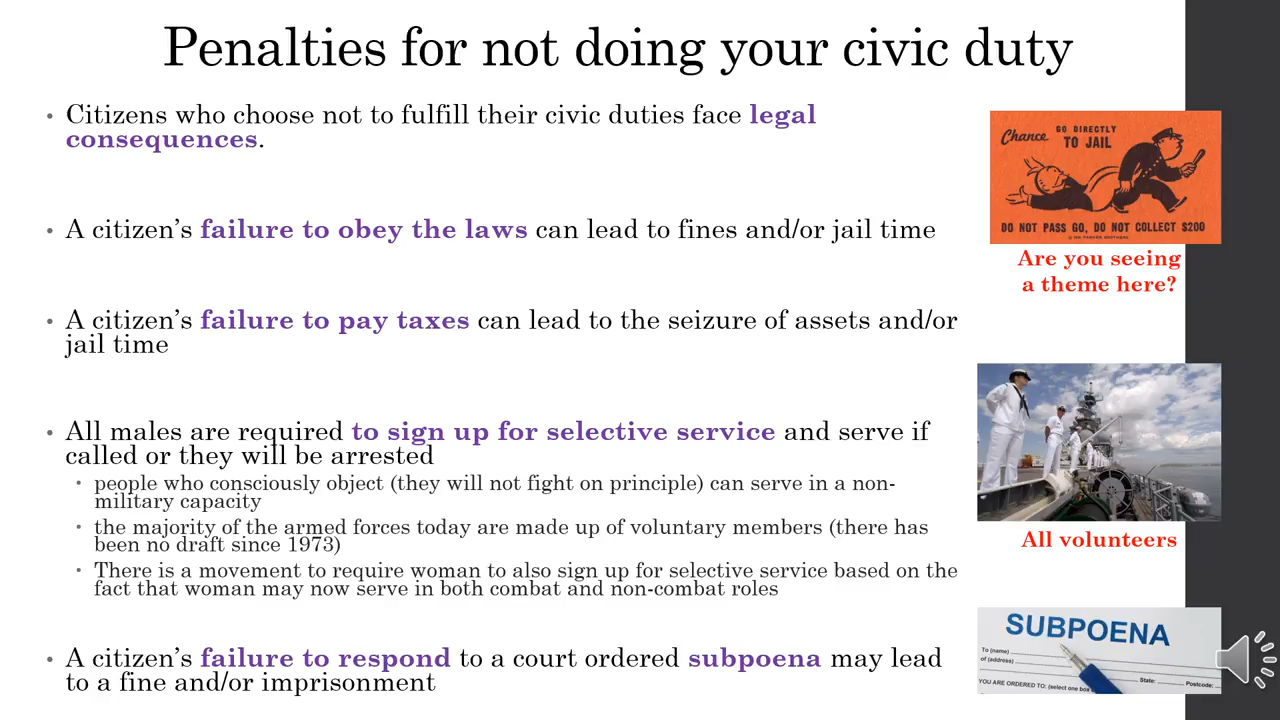 Penalties for not doing your civic duty
• Citizens who choose not to fulfill their civic duties face legal
consequences.
• A citizen’s failure to obey the laws can lead to fines and/or jail time
• A citizen’s failure to pay taxes can lead to the seizure of assets and/or
jail time
• All males are required to sign up for selective service and serve if
called or they will be arrested
• people who consciously object (they will not fight on principle) can serve in a non-
military capacity
• the majority of the armed forces today are made up of voluntary members (there has
been no draft since 1973)
• There is a movement to require woman to also sign up for selective service based on the
fact that woman may now serve in both combat and non-combat roles
• A citizen’s failure to respond to a court ordered subpoena may lead
to a fine and/or imprisonment
Chance
GO DIRECTLY
TO JAIL
DO NOT PASS GO, DO NOT COLLECT $200
Are you seeing
a theme here?
All volunteers
SUBPOENA
To (name)
of (address)
State:
Postcode:
YOU ARE ORDERED TO: (select one box